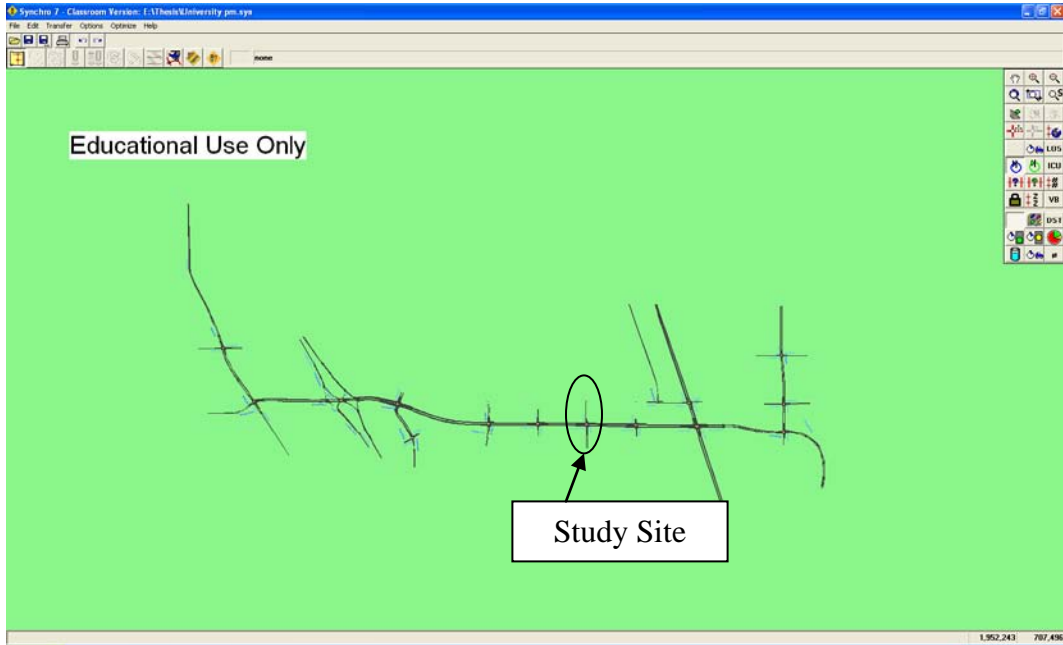 Synchro 7 - Classroom Version: E:\Thesis\University pm.syn
File Edit Transfer Options Optimize Help
none
Educational Use Only
LOS
ICU
VB
DST
Study Site
1,952,243 707,496